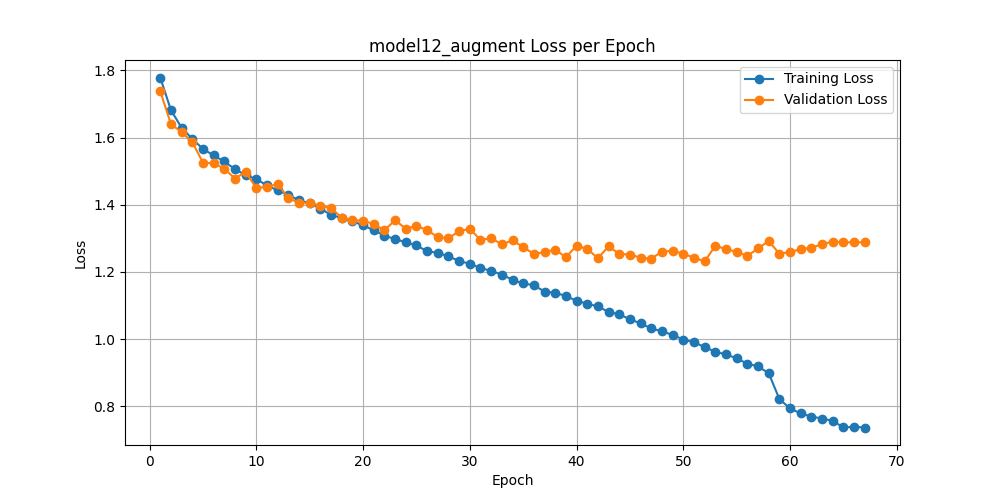 model12_augment Loss per Epoch
Training Loss
Validation Loss
Loss
1.8
1.6
1.4
1.2
1.0
0.8
0 10 20 30 40 50 60 70
Epoch